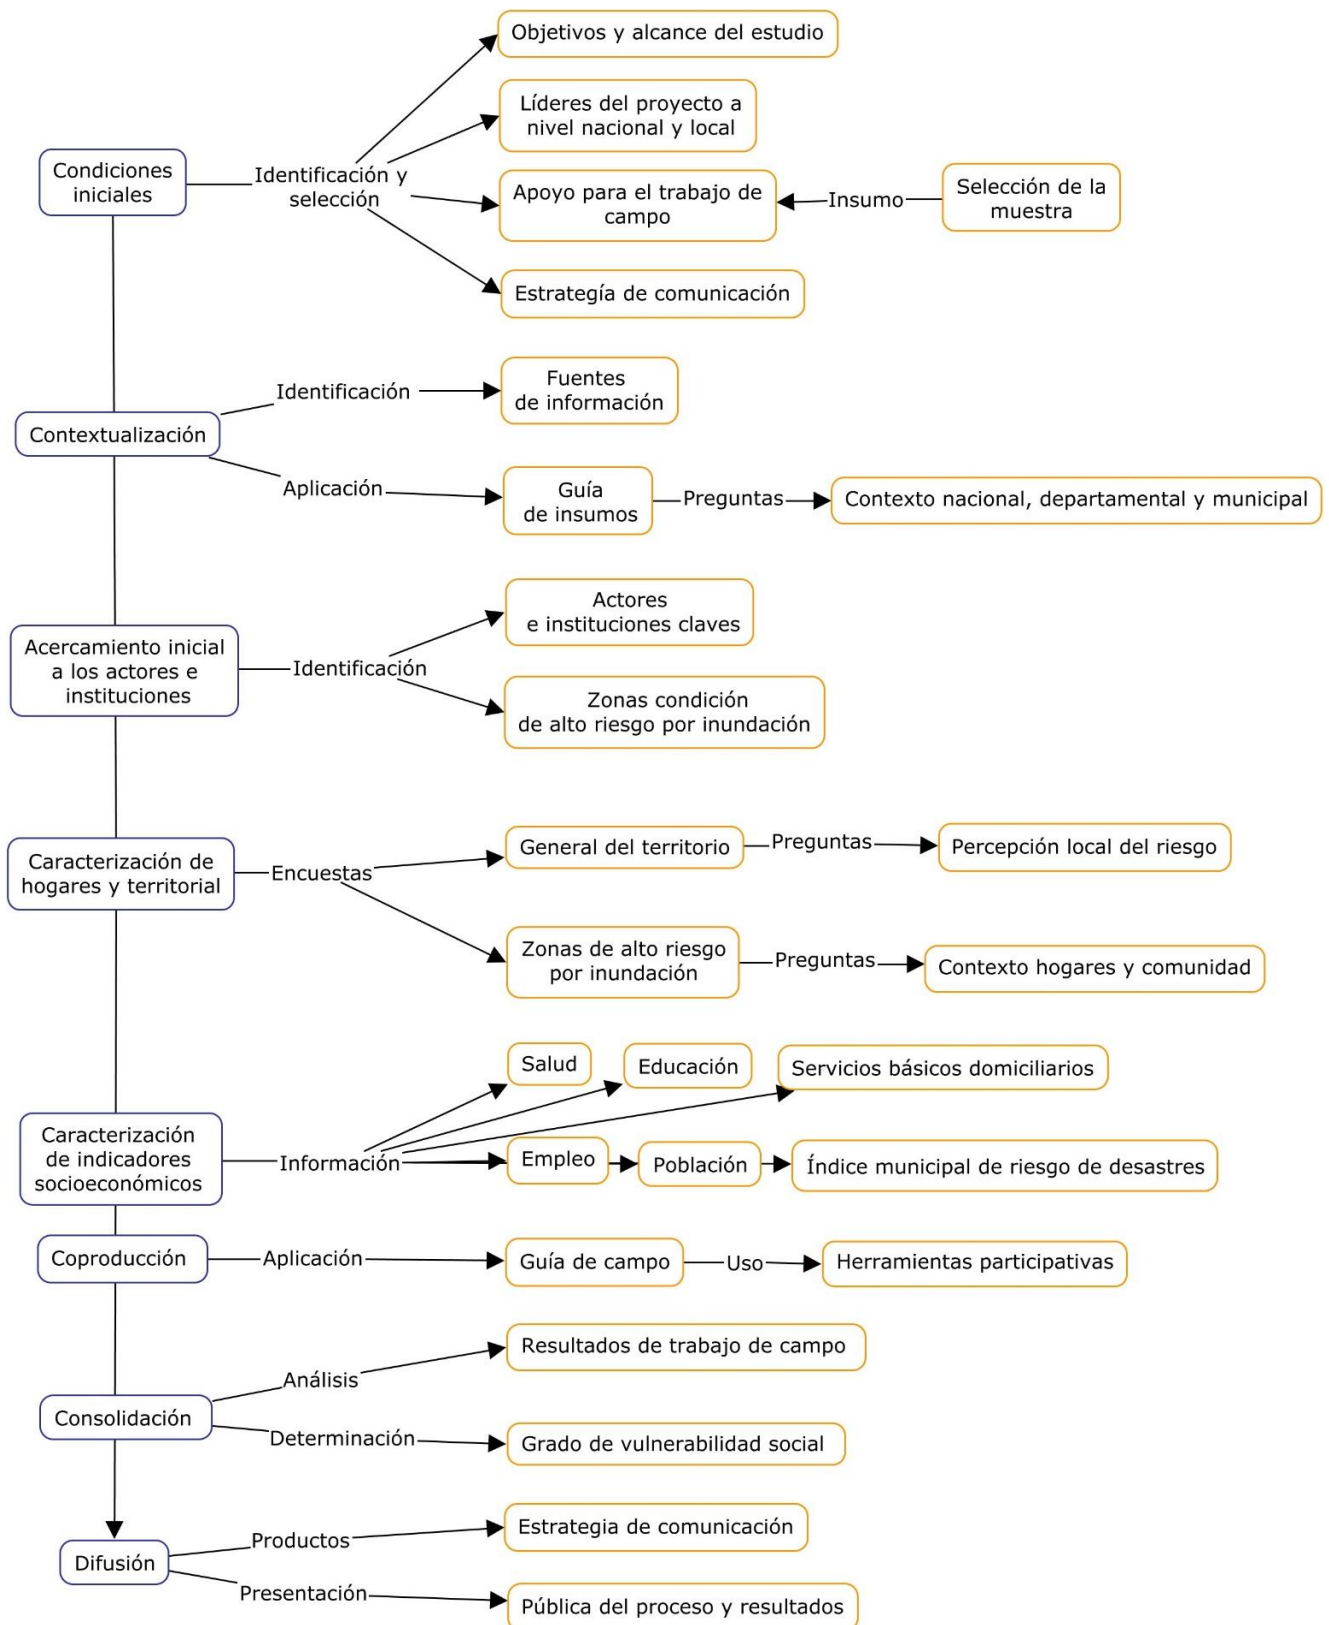 Objetivos y alcance del estudio
Líderes del proyecto a
nivel nacional y local
Condiciones
iniciales
Identificación y
selección
Apoyo para el trabajo de
campo
Insumo
Selección de la
muestra
Estrategía de comunicación
Identificación
Fuentes
de información
Contextualización
Aplicación
Guía
de insumos
Preguntas
Contexto nacional, departamental y municipal
Actores
e instituciones claves
Acercamiento inicial
a los actores e
instituciones
Identificación
Zonas condición
de alto riesgo por inundación
General del territorio
Preguntas
Percepción local del riesgo
Caracterización de
hogares y territorial
Encuestas
Zonas de alto riesgo
por inundación
Preguntas
Contexto hogares y comunidad
Salud
Educación
Servicios básicos domiciliarios
Caracterización
de indicadores
socioeconómicos
Información
Empleo
Población
Índice municipal de riesgo de desastres
Coproducción
Aplicación
Guía de campo
Uso
Herramientas participativas
Resultados de trabajo de campo
Análisis
Consolidación
Determinación
Grado de vulnerabilidad social
Estrategia de comunicación
Productos
Difusión
Presentación
Pública del proceso y resultados